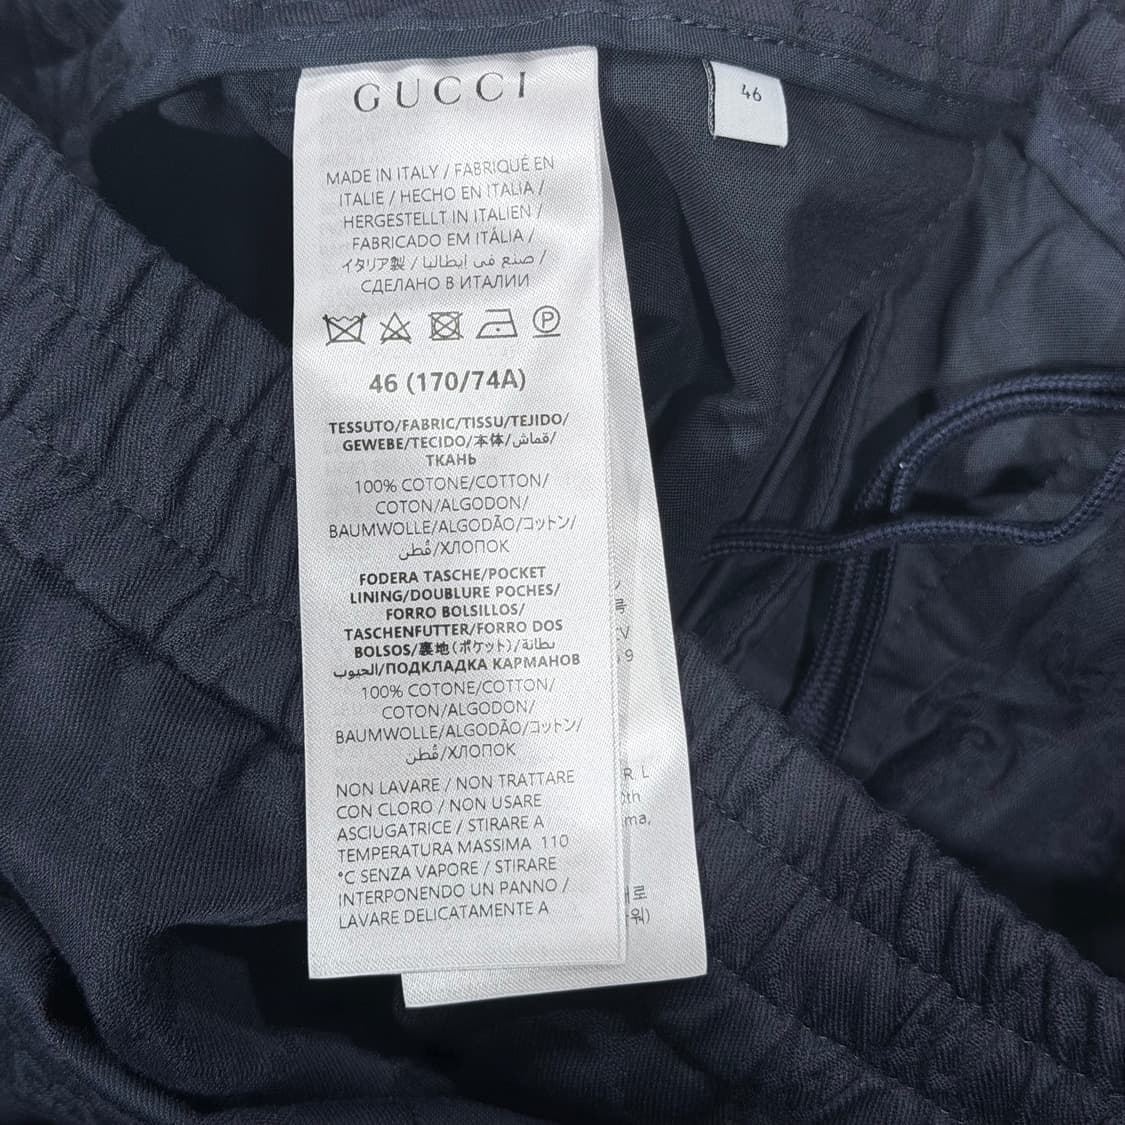 GUCCI
46
MADE IN ITALY / FABRIQUÉ EN
ITALIE / HECHO EN ITALIA /
HERGESTELLT IN ITALIEN /
FABRICADO EM ITÁLIA /
イタリア製 / صنع في إيطاليا /
СДЕЛАНО В ИТАЛИИ
P
46 (170/74A)
TESSUTO/FABRIC/TISSU/TEJIDO/
GEWEBE/TECIDO/本体/قماش/
ТКАНЬ
100% COTONE/COTTON/
COTON/ALGODON/
BAUMWOLLE/ALGODÃO/コットン/
قُطن/ХЛОПОК
FODERA TASCHE/POCKET
LINING/DOUBLURE POCHES/
FORRO BOLSILLOS/
TASCHENFUTTER/FORRO DOS
BOLSOS/裏地(ポケット)/بطانة
الجيوب/ПОДКЛАДКА КАРМАНОВ
100% COTONE/COTTON/
COTON/ALGODON/
BAUMWOLLE/ALGODÃO/コットン/
قُطن/ХЛОПОК
NON LAVARE / NON TRATTARE
CON CLORO / NON USARE
ASCIUGATRICE / STIRARE A
TEMPERATURA MASSIMA 110
°C SENZA VAPORE / STIRARE
INTERPONENDO UN PANNO /
LAVARE DELICATAMENTE A